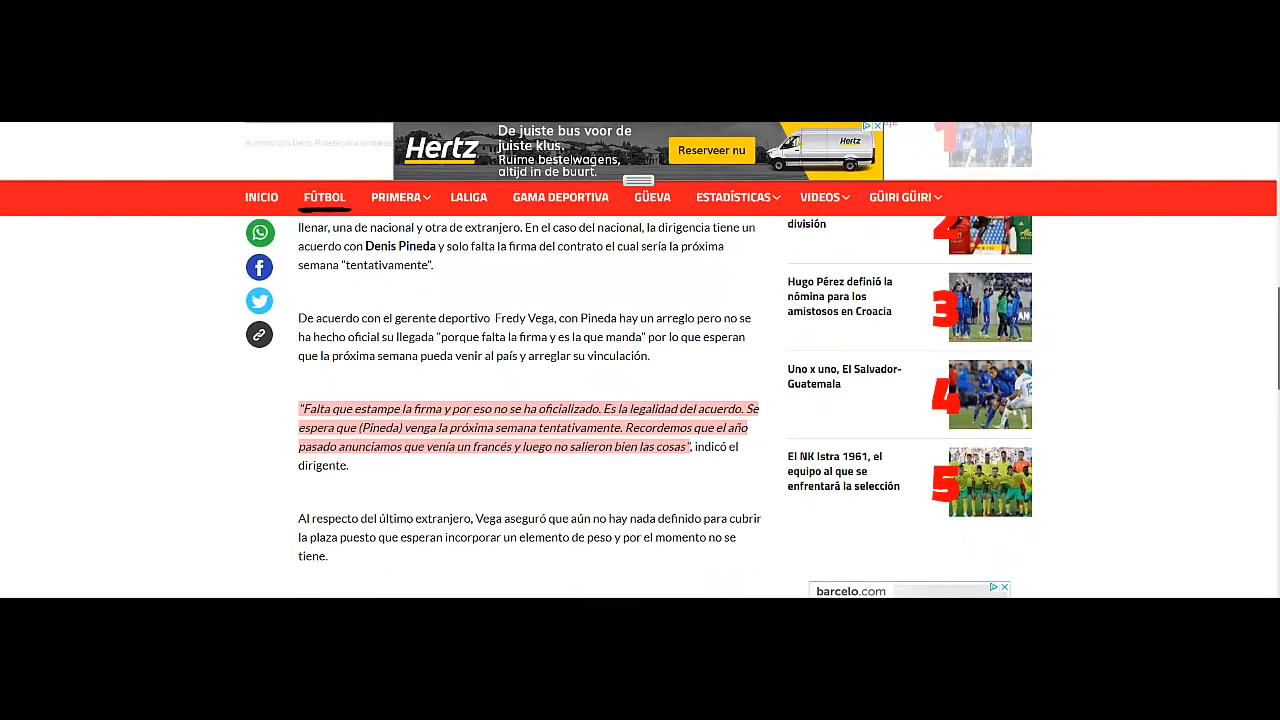 Acuerdo con Denis Pineda para sumarse
Hertz
De juiste bus voor de
juiste klus.
Ruime bestelwagens,
altijd in de buurt.
Reserveer nu
Hertz
1
INICIO FÚTBOL PRIMERA LALIGA GAMA DEPORTIVA GÜEVA ESTADÍSTICAS VIDEOS GÜIRI GÜIRI
llenar, una de nacional y otra de extranjero. En el caso del nacional, la dirigencia tiene un
acuerdo con Denis Pineda y solo falta la firma del contrato el cual sería la próxima
semana "tentativamente".
De acuerdo con el gerente deportivo Fredy Vega, con Pineda hay un arreglo pero no se
ha hecho oficial su llegada "porque falta la firma y es la que manda" por lo que esperan
que la próxima semana pueda venir al país y arreglar su vinculación.
"Falta que estampe la firma y por eso no se ha oficializado. Es la legalidad del acuerdo. Se
espera que (Pineda) venga la próxima semana tentativamente. Recordemos que el año
pasado anunciamos que venía un francés y luego no salieron bien las cosas", indicó el
dirigente.
Al respecto del último extranjero, Vega aseguró que aún no hay nada definido para cubrir
la plaza puesto que esperan incorporar un elemento de peso y por el momento no se
tiene.
división
2
Hugo Pérez definió la
nómina para los
amistosos en Croacia
3
Uno x uno, El Salvador-
Guatemala
4
El NK Istra 1961, el
equipo al que se
enfrentará la selección
5
barcelo.com